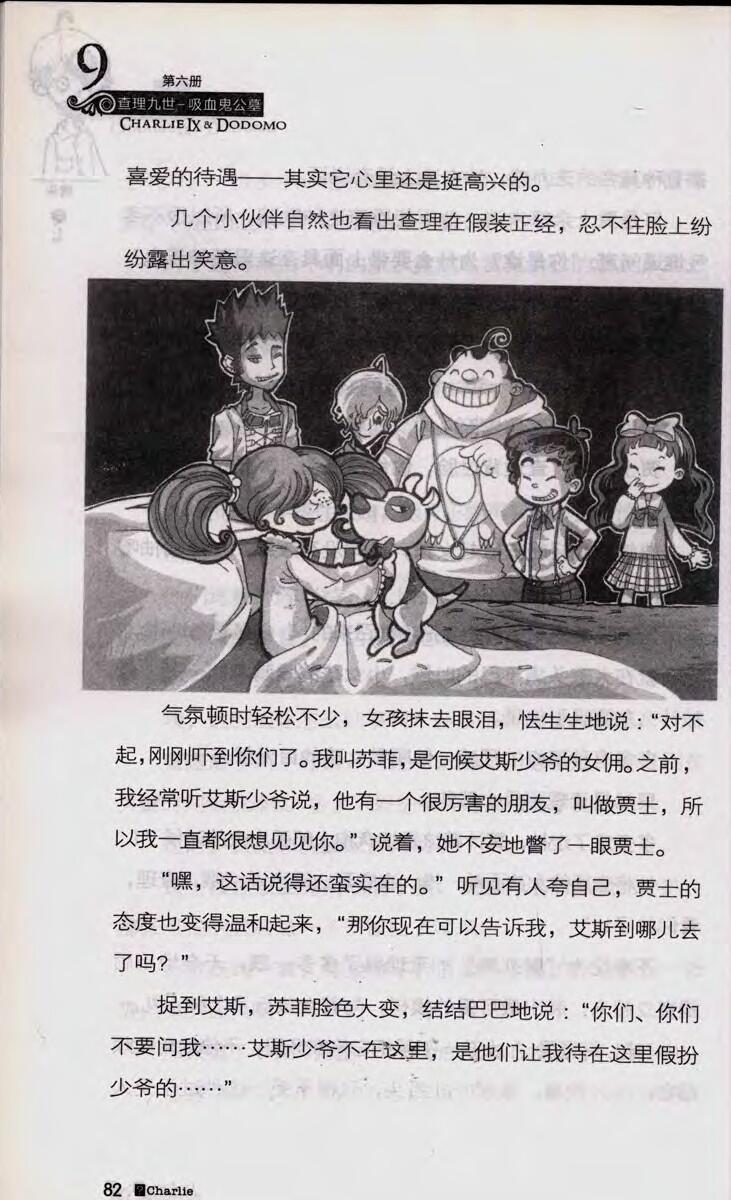 9
第六册
查理九世-吸血鬼公墓
CHARLIE IX & DODOMO
喜爱的待遇——其实它心里还是挺高兴的。
几个小伙伴自然也看出查理在假装正经，忍不住脸上纷
纷露出笑意。
气氛顿时轻松不少，女孩抹去眼泪，怯生生地说：“对不
起，刚刚吓到你们了。我叫苏菲，是伺候艾斯少爷的女佣。之前，
我经常听艾斯少爷说，他有一个很厉害的朋友，叫做贾士，所
以我一直都很想见见你。”说着，她不安地瞥了一眼贾士。
“嘿，这话说得还蛮实在的。”听见有人夸自己，贾士的
态度也变得温和起来，“那你现在可以告诉我，艾斯到哪儿去
了吗？”
捉到艾斯，苏菲脸色大变，结结巴巴地说：“你们、你们
不要问我……艾斯少爷不在这里，是他们让我待在这里假扮
少爷的……”
82 Charlie